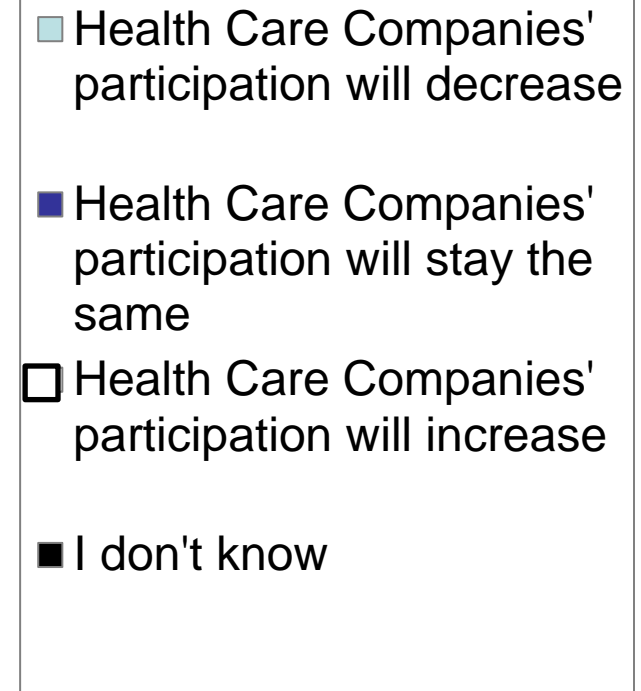 Health Care Companies'
participation will decrease
Health Care Companies'
participation will stay the
same
Health Care Companies'
participation will increase
I don't know